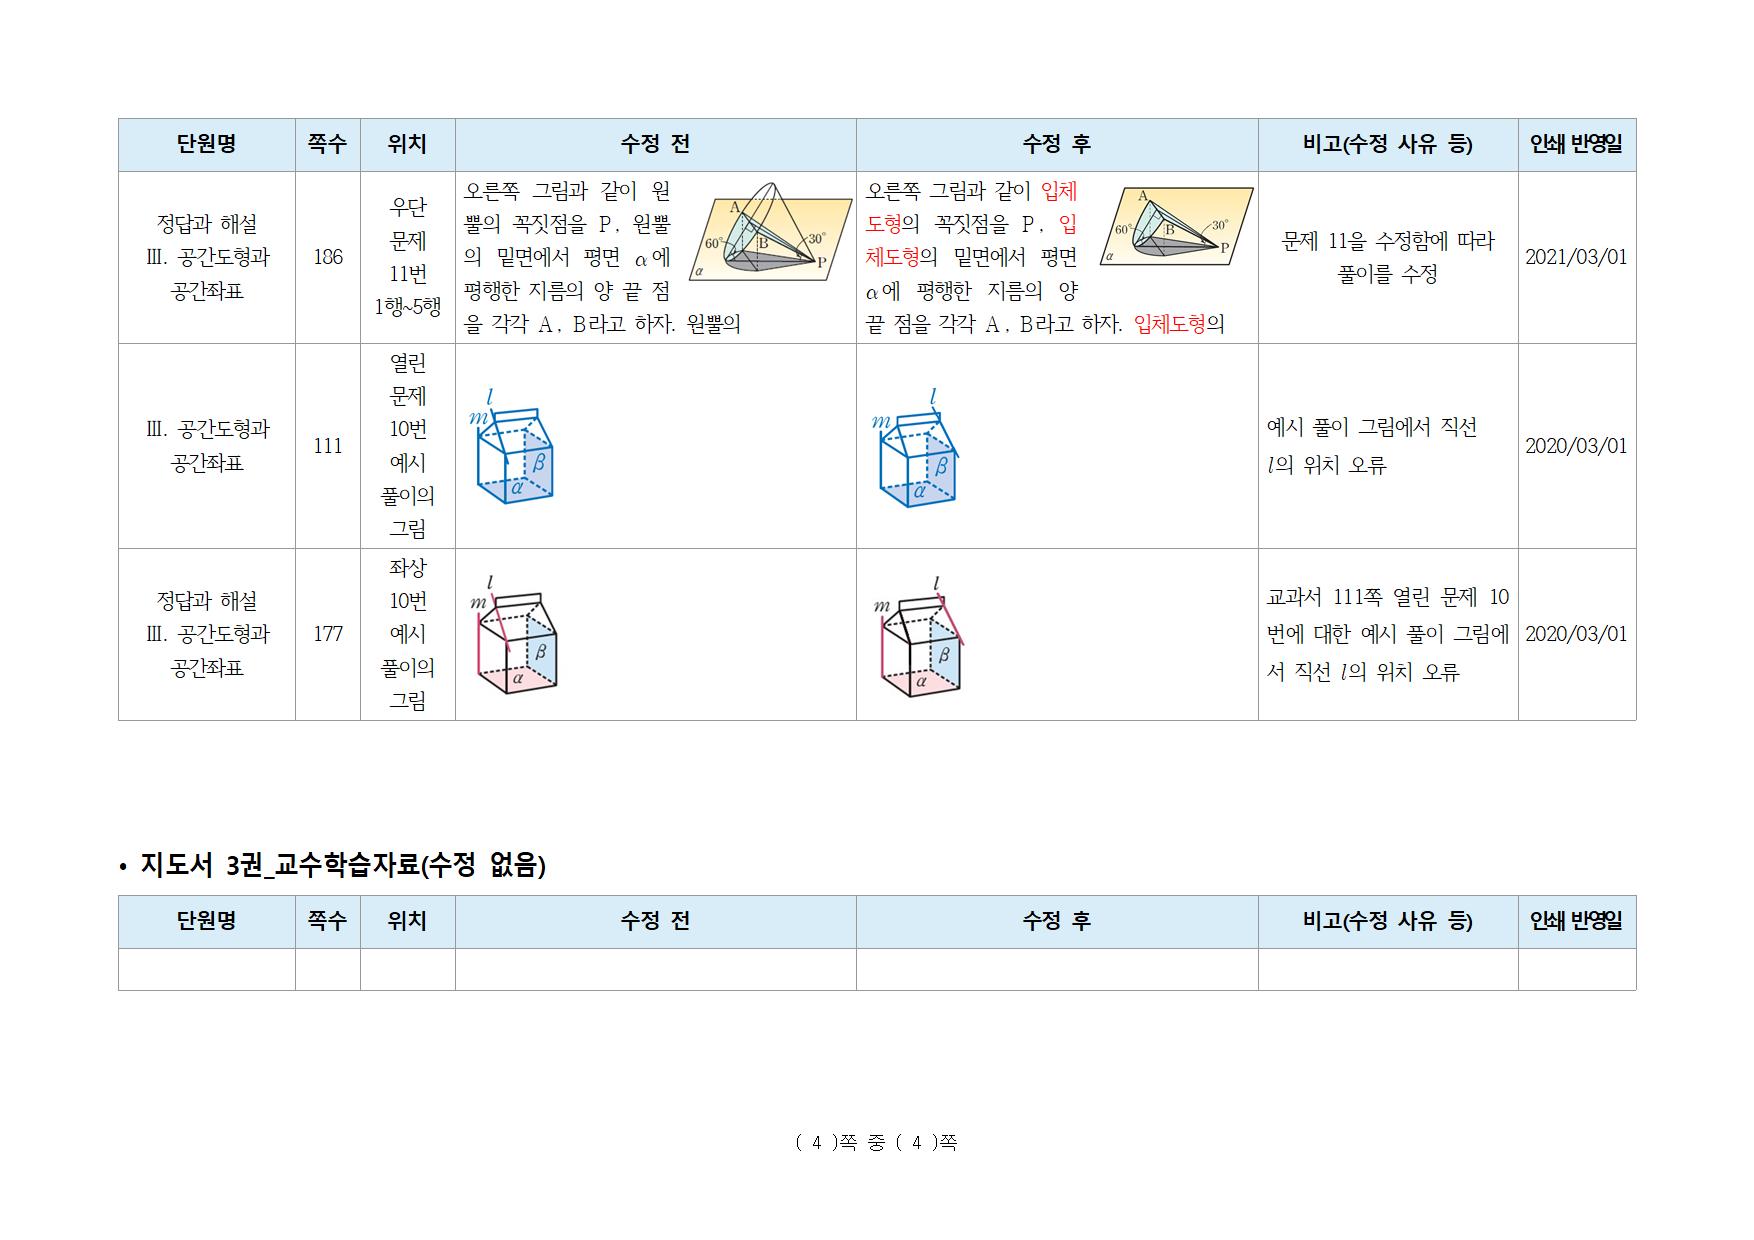 단원명 쪽수 위치 수정 전 수정 후 비고(수정 사유 등) 인쇄 반영일
정답과 해설
Ⅲ. 공간도형과
공간좌표
186
우단
문제
11번
1행~5행
오른쪽 그림과 같이 원
뿔의 꼭짓점을 P, 원뿔
의 밑면에서 평면 α에
평행한 지름의 양 끝 점
을 각각 A, B라고 하자. 원뿔의
A
60°
B
30°
P
α
오른쪽 그림과 같이 입체
도형의 꼭짓점을 P, 입
체도형의 밑면에서 평면
α에 평행한 지름의 양
끝 점을 각각 A, B라고 하자. 입체도형의
A
60°
B
30°
P
α
문제 11을 수정함에 따라
풀이를 수정
2021/03/01
Ⅲ. 공간도형과
공간좌표
111
열린
문제
10번
예시
풀이의
그림
l
m
β
α
l
m
β
α
예시 풀이 그림에서 직선
l의 위치 오류
2020/03/01
정답과 해설
Ⅲ. 공간도형과
공간좌표
177
좌상
10번
예시
풀이의
그림
l
m
β
α
l
m
β
α
교과서 111쪽 열린 문제 10
번에 대한 예시 풀이 그림에
서 직선 l의 위치 오류
2020/03/01
• 지도서 3권_교수학습자료(수정 없음)
단원명 쪽수 위치 수정 전 수정 후 비고(수정 사유 등) 인쇄 반영일
( 4 )쪽 중 ( 4 )쪽